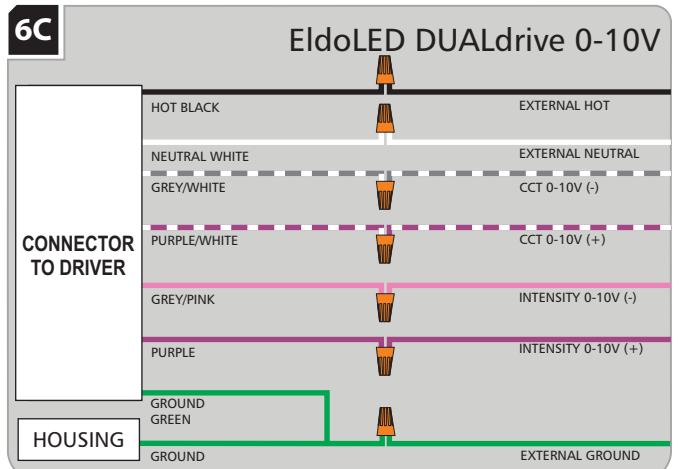 6C
EldoLED DUALdrive 0-10V
HOT BLACK
EXTERNAL HOT
NEUTRAL WHITE
EXTERNAL NEUTRAL
GREY/WHITE
CCT 0-10V (-)
PURPLE/WHITE
CCT 0-10V (+)
CONNECTOR
TO DRIVER
GREY/PINK
INTENSITY 0-10V (-)
PURPLE
INTENSITY 0-10V (+)
GROUND
GREEN
HOUSING
GROUND
EXTERNAL GROUND